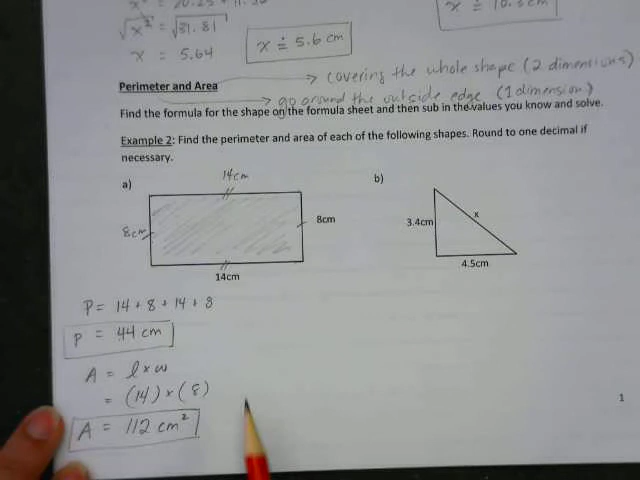 √x² = √31.81
x = 5.64
x ≐ 5.6 cm
Perimeter and Area
→ covering the whole shape (2 dimensions)
→ go around the outside edge (1 dimension)
Find the formula for the shape on the formula sheet and then sub in the values you know and solve.
Example 2: Find the perimeter and area of each of the following shapes. Round to one decimal if
necessary.
a)
14cm
8cm
8cm
14cm
b)
3.4cm
x
4.5cm
P = 14 + 8 + 14 + 8
P = 44 cm
A = l x w
= (14) x (8)
A = 112 cm²
1